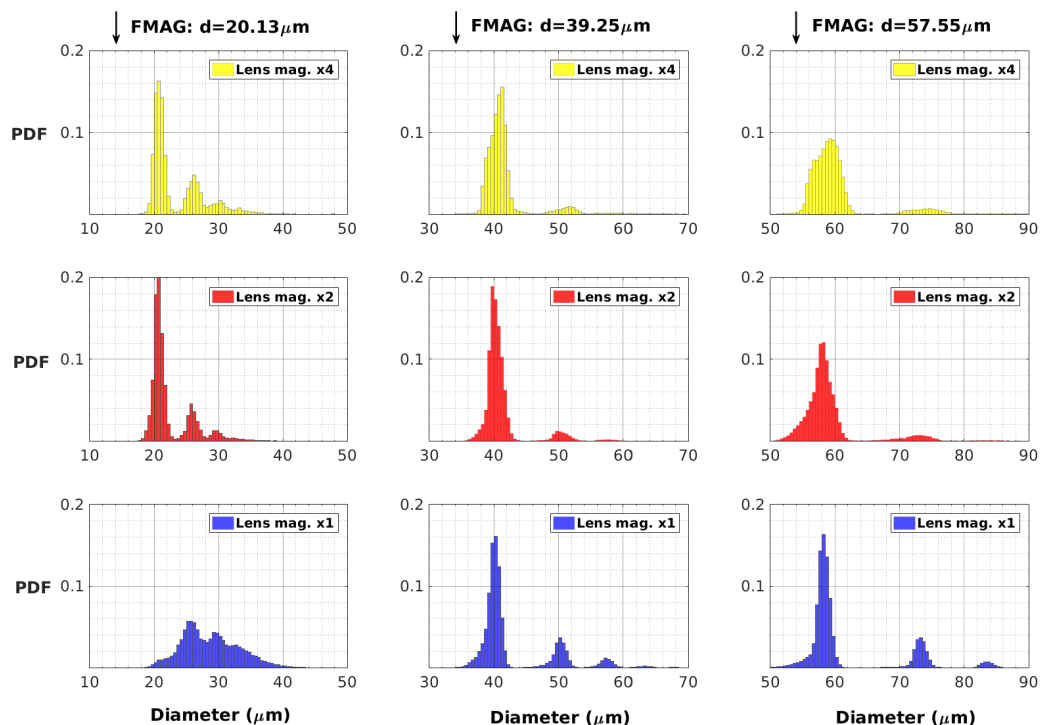 FMAG: d=20.13μm FMAG: d=39.25μm FMAG: d=57.55μm
0.2 0.2 0.2
Lens mag. x4 Lens mag. x4 Lens mag. x4
PDF 0.1 0.1 0.1
10 20 30 40 50 30 40 50 60 70 50 60 70 80 90
0.2 0.2 0.2
Lens mag. x2 Lens mag. x2 Lens mag. x2
PDF 0.1 0.1 0.1
10 20 30 40 50 30 40 50 60 70 50 60 70 80 90
0.2 0.2 0.2
Lens mag. x1 Lens mag. x1 Lens mag. x1
PDF 0.1 0.1 0.1
10 20 30 40 50 30 40 50 60 70 50 60 70 80 90
Diameter (μm) Diameter (μm) Diameter (μm)